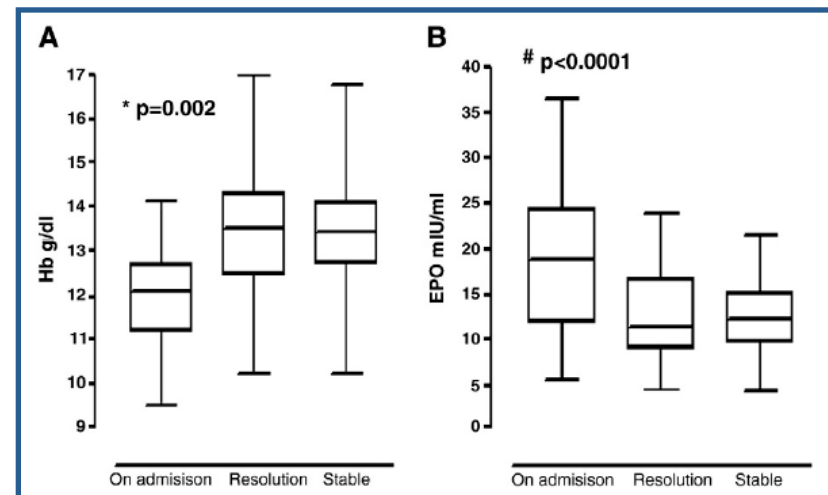 A
Hb g/dl
17
16
15
14
13
12
11
10
9
* p=0.002
On admisison Resolution Stable
B
EPO mIU/ml
40
35
30
25
20
15
10
5
0
# p<0.0001
On admisison Resolution Stable